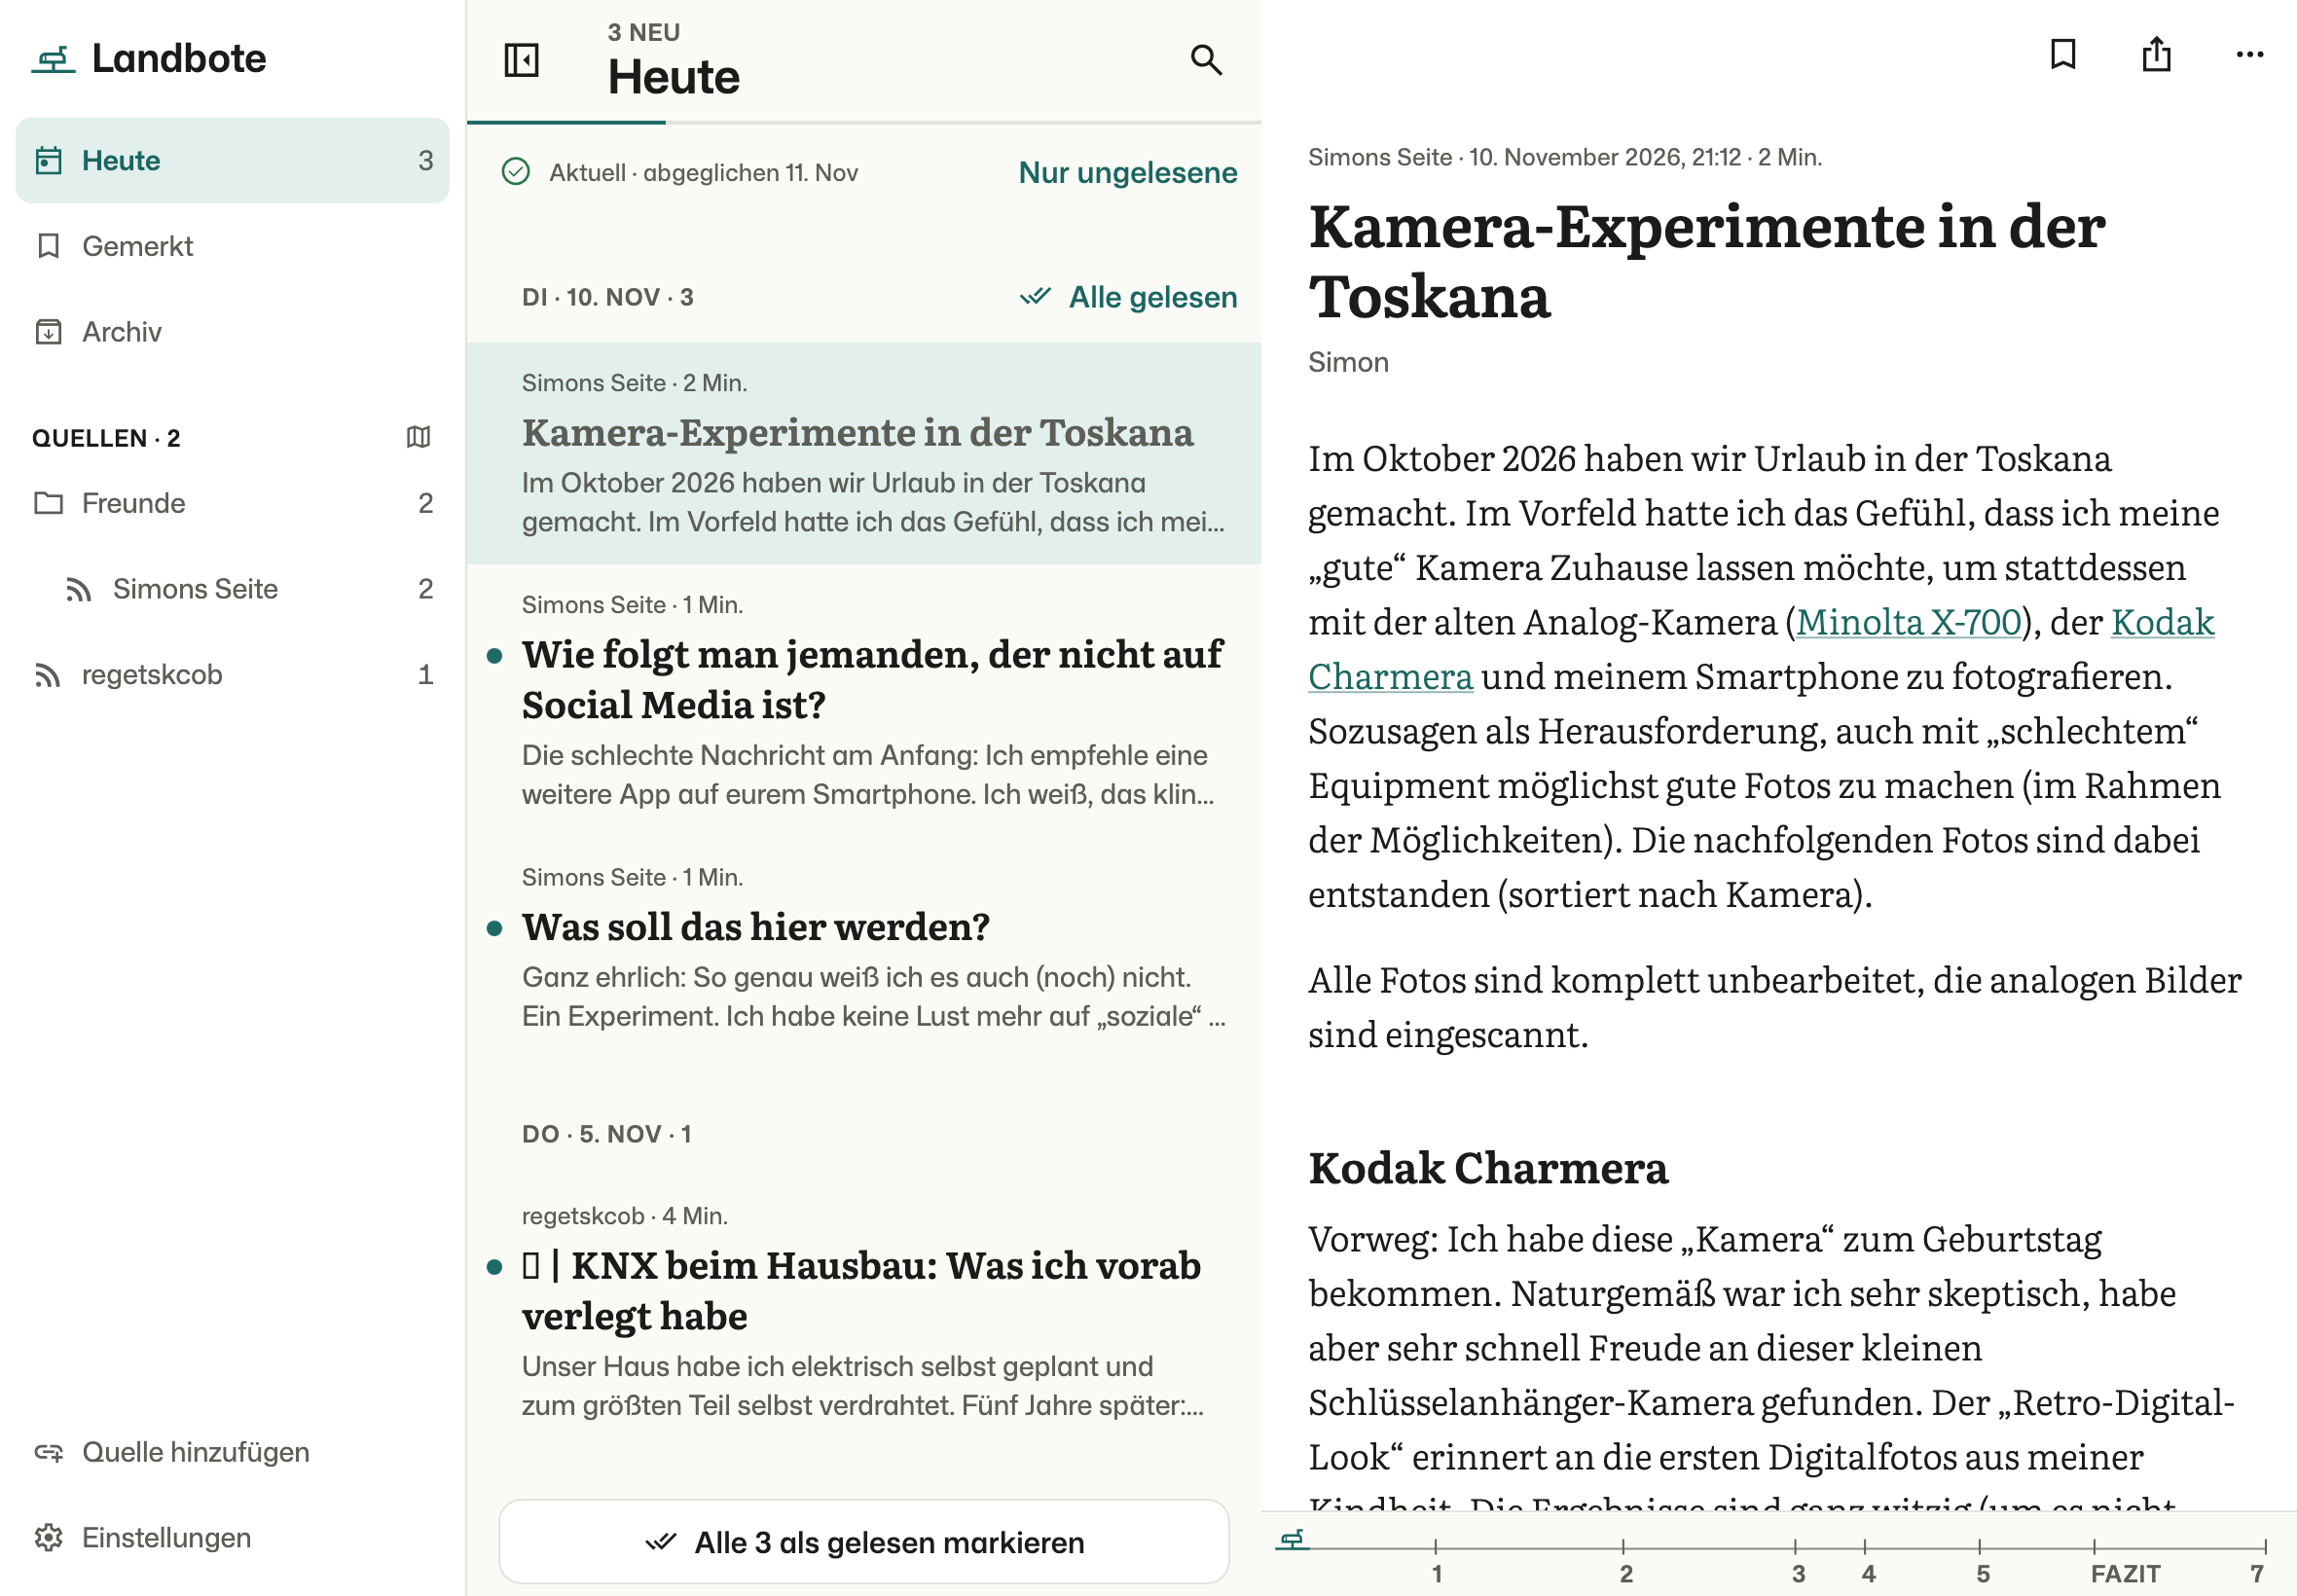 Landbote
Heute 3
Gemerkt
Archiv
QUELLEN · 2
Freunde 2
Simons Seite 2
regetskcob 1
Quelle hinzufügen
Einstellungen
3 NEU
Heute
Aktuell · abgeglichen 11. Nov
Nur ungelesene
DI · 10. NOV · 3
Alle gelesen
Simons Seite · 2 Min.
Kamera-Experimente in der Toskana
Im Oktober 2026 haben wir Urlaub in der Toskana
gemacht. Im Vorfeld hatte ich das Gefühl, dass ich mei...
Simons Seite · 1 Min.
Wie folgt man jemanden, der nicht auf
Social Media ist?
Die schlechte Nachricht am Anfang: Ich empfehle eine
weitere App auf eurem Smartphone. Ich weiß, das klin...
Simons Seite · 1 Min.
Was soll das hier werden?
Ganz ehrlich: So genau weiß ich es auch (noch) nicht.
Ein Experiment. Ich habe keine Lust mehr auf „soziale“ ...
DO · 5. NOV · 1
regetskcob · 4 Min.
| KNX beim Hausbau: Was ich vorab
verlegt habe
Unser Haus habe ich elektrisch selbst geplant und
zum größten Teil selbst verdrahtet. Fünf Jahre später:...
Alle 3 als gelesen markieren
Simons Seite · 10. November 2026, 21:12 · 2 Min.
Kamera-Experimente in der
Toskana
Simon
Im Oktober 2026 haben wir Urlaub in der Toskana
gemacht. Im Vorfeld hatte ich das Gefühl, dass ich meine
„gute“ Kamera Zuhause lassen möchte, um stattdessen
mit der alten Analog-Kamera (Minolta X-700), der Kodak
Charmera und meinem Smartphone zu fotografieren.
Sozusagen als Herausforderung, auch mit „schlechtem“
Equipment möglichst gute Fotos zu machen (im Rahmen
der Möglichkeiten). Die nachfolgenden Fotos sind dabei
entstanden (sortiert nach Kamera).
Alle Fotos sind komplett unbearbeitet, die analogen Bilder
sind eingescannt.
Kodak Charmera
Vorweg: Ich habe diese „Kamera“ zum Geburtstag
bekommen. Naturgemäß war ich sehr skeptisch, habe
aber sehr schnell Freude an dieser kleinen
Schlüsselanhänger-Kamera gefunden. Der „Retro-Digital-
Look“ erinnert an die ersten Digitalfotos aus meiner
Kindheit. Die Ergebnisse sind ganz witzig (um es nicht
1 2 3 4 5 FAZIT 7